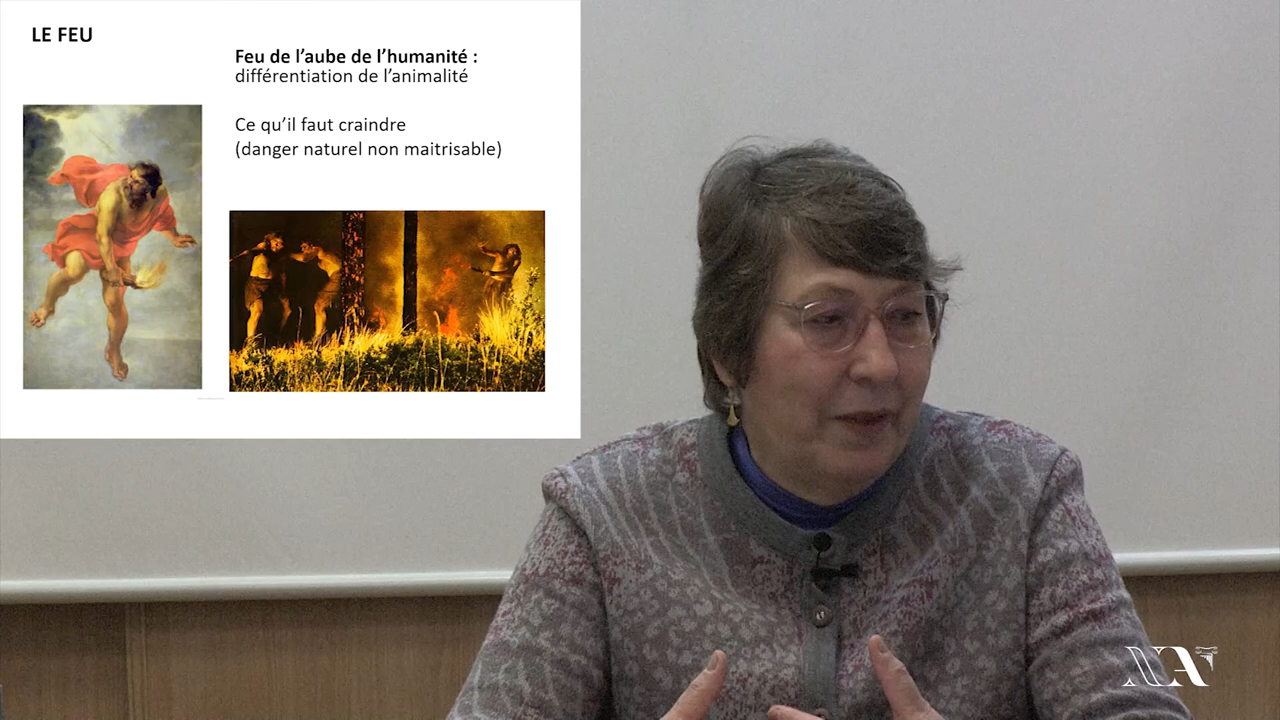 LE FEU
Feu de l’aube de l’humanité :
différentiation de l’animalité
Ce qu’il faut craindre
(danger naturel non maitrisable)